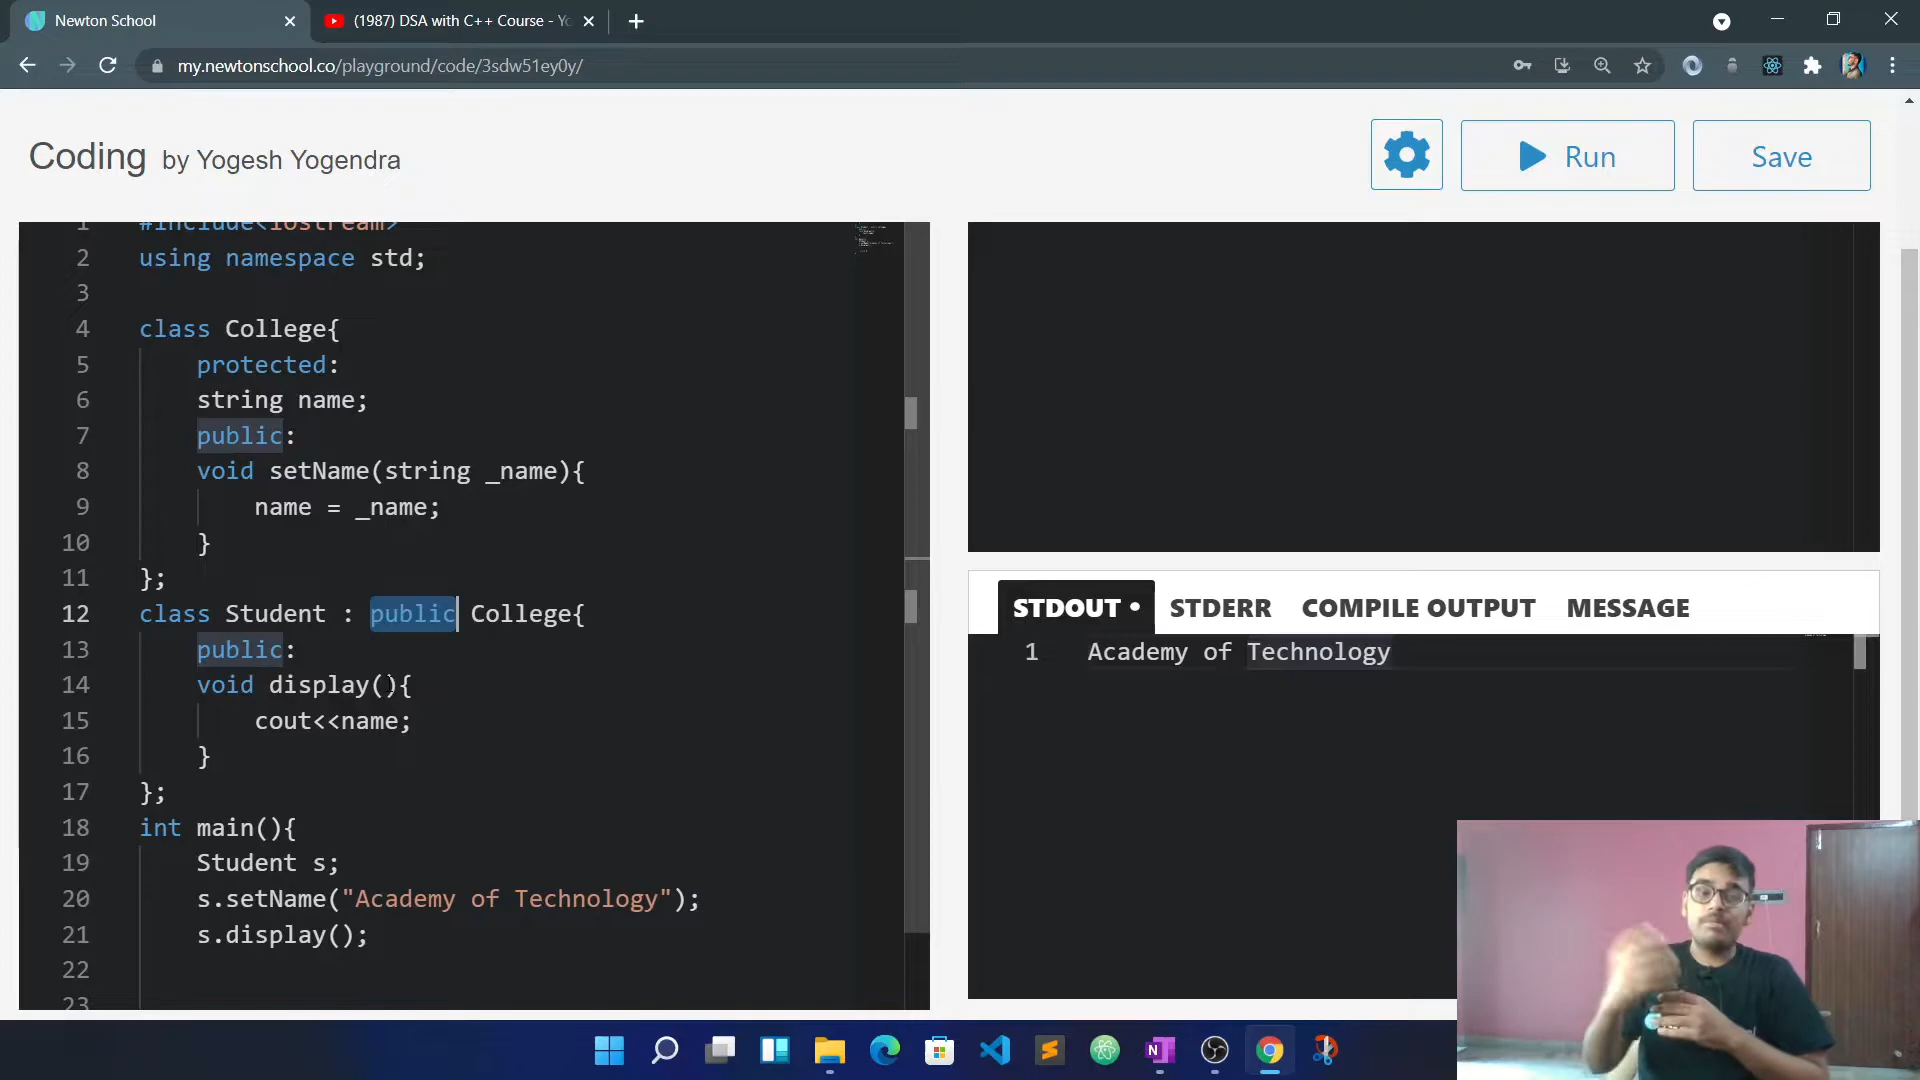 Newton School
(1987) DSA with C++ Course - Yo
my.newtonschool.co/playground/code/3sdw51ey0y/
Coding by Yogesh Yogendra
Run
Save
1 #include<iostream>
2 using namespace std;
3
4 class College{
5 protected:
6 string name;
7 public:
8 void setName(string _name){
9 name = _name;
10 }
11 };
12 class Student : public College{
13 public:
14 void display(){
15 cout<<name;
16 }
17 };
18 int main(){
19 Student s;
20 s.setName("Academy of Technology");
21 s.display();
22
23
STDOUT • STDERR COMPILE OUTPUT MESSAGE
1 Academy of Technology